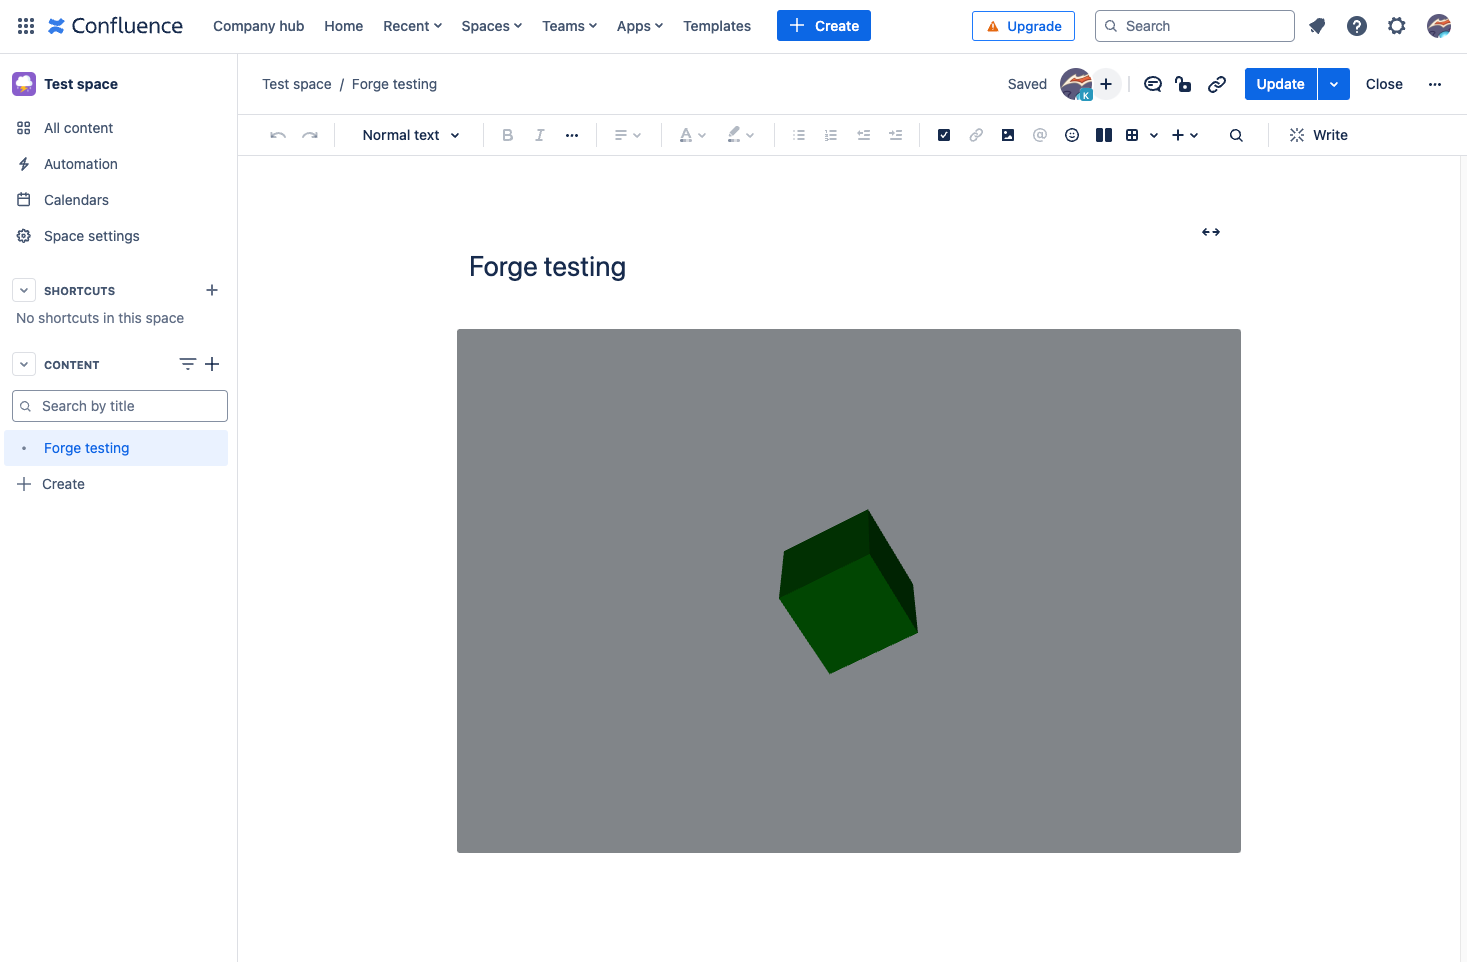 Confluence
Company hub
Home
Recent
Spaces
Teams
Apps
Templates
Create
Upgrade
Search
Test space
All content
Automation
Calendars
Space settings
SHORTCUTS
No shortcuts in this space
CONTENT
Search by title
Forge testing
Create
Test space / Forge testing
Saved
K
Update
Close
Normal text
B
I
A
@
Write
Forge testing